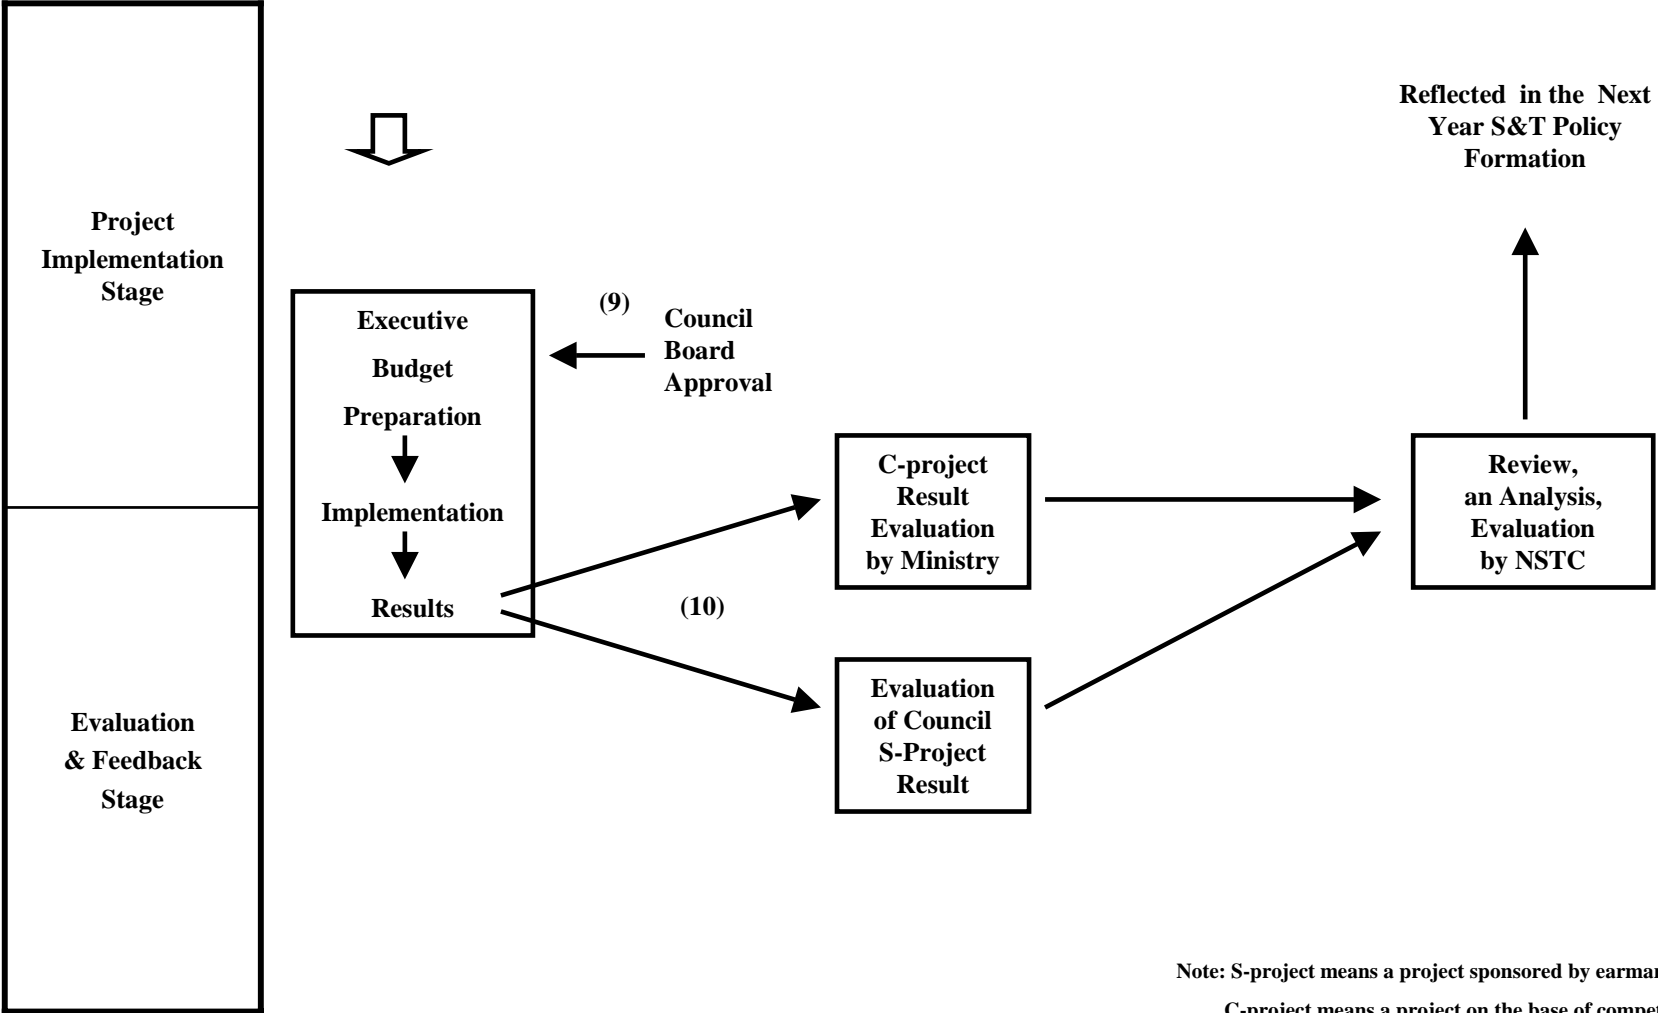 Project
Implementation
Stage
Evaluation
& Feedback
Stage
Executive
Budget
Preparation
Implementation
Results
(9)
Council
Board
Approval
(10)
C-project
Result
Evaluation
by Ministry
Evaluation
of Council
S-Project
Result
Reflected in the Next
Year S&T Policy
Formation
Review,
an Analysis,
Evaluation
by NSTC
Note: S-project means a project sponsored by
C-project means a project on the base of